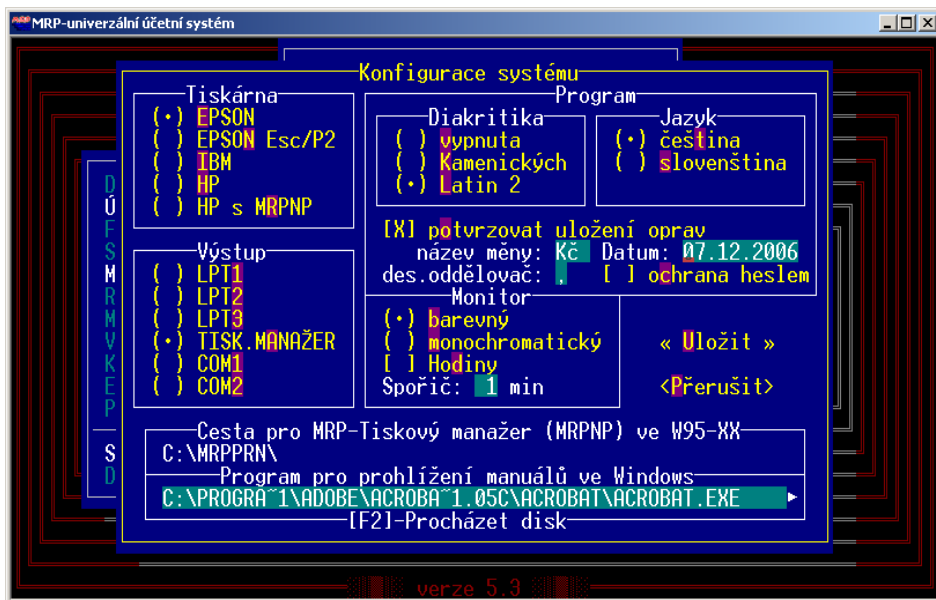 MRP-univerzální účetní systém
Konfigurace systému
Tiskárna
(•) EPSON
( ) EPSON Esc/P2
( ) IBM
( ) HP
( ) HP s MRPNP
Program
Diakritika
( ) vypnuta
( ) Kamenických
(•) Latin 2
Jazyk
(•) čeština
( ) slovenština
[X] potvrzovat uložení oprav
název měny: Kč Datum: 07.12.2006
des.oddělovač: , [ ] ochrana heslem
Výstup
( ) LPT1
( ) LPT2
( ) LPT3
(•) TISK.MANAŽER
( ) COM1
( ) COM2
Monitor
(•) barevný
( ) monochromatický
[ ] Hodiny
Spořič: 1 min
« Uložit »
<Přerušit>
Cesta pro MRP-Tiskový manažer (MRPNP) ve W95-XX
C:\MRPPRN\
Program pro prohlížení manuálů ve Windows
C:\PROGRA~1\ADOBE\ACROBA~1.05C\ACROBAT\ACROBAT.EXE
[F2]-Procházet disk
D
Ú
F
S
M
R
M
V
K
E
P
S
D
verze 5.3